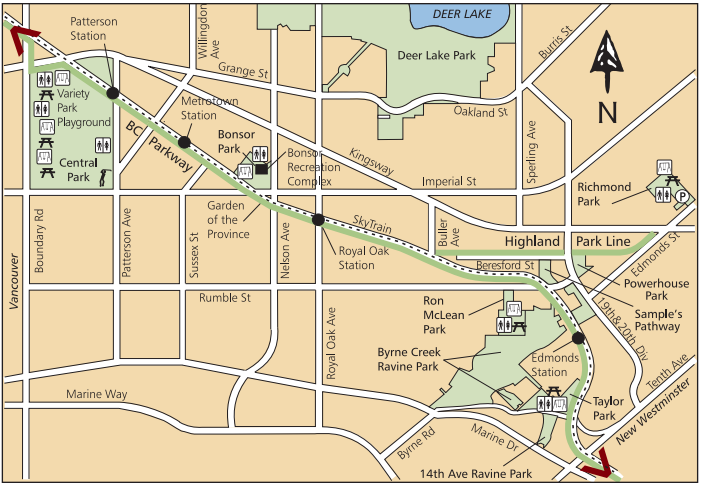 Patterson
Station
Willingdon
Ave
DEER LAKE
Deer Lake Park
Burris St
Grange St
Oakland St
N
Variety
Park
Playground
Metrotown
Station
BC Parkway
Bonsor
Park
Bonsor
Recreation
Complex
Kingsway
Sperling Ave
Central
Park
Imperial St
Richmond
Park
P
Garden
of the
Province
SkyTrain
Royal Oak
Station
Buller
Ave
Highland Park Line
Edmonds St
Boundary Rd
Patterson Ave
Sussex St
Nelson Ave
Beresford St
Vancouver
Rumble St
Royal Oak Ave
Powerhouse
Park
Sample's
Pathway
19th&20th Div
Ron
McLean
Park
Byrne Creek
Ravine Park
Edmonds
Station
Tenth Ave
Marine Way
Taylor
Park
New Westminster
Byrne Rd
Marine Dr
14th Ave Ravine Park